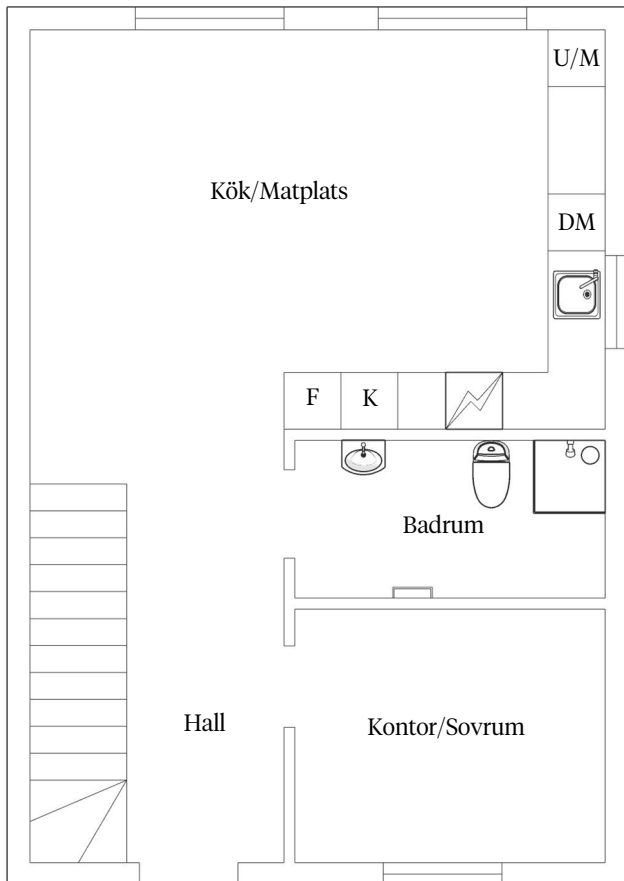 U/M
Kök/Matplats
DM
F
K
Badrum
Hall
Kontor/Sovrum